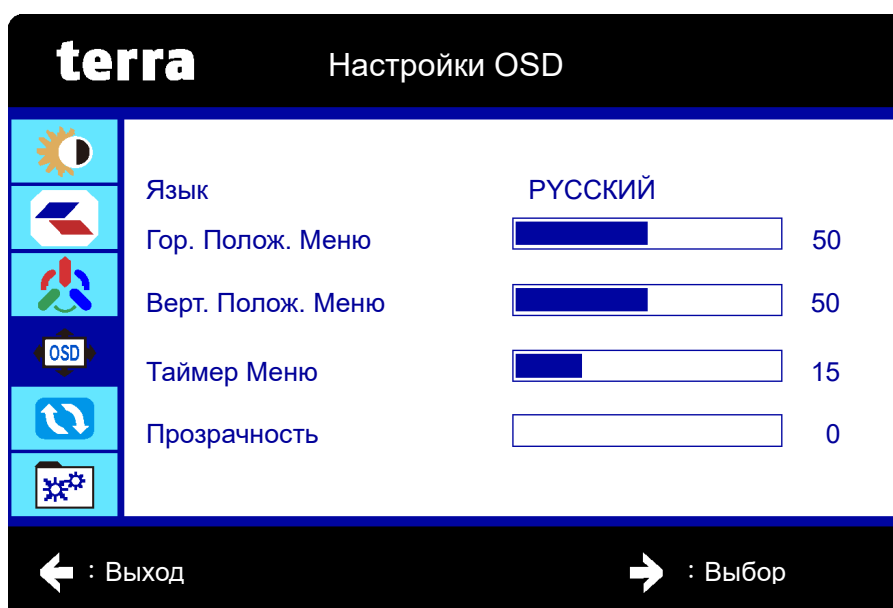 terra Настройки OSD
Язык РУССКИЙ
Гор. Полож. Меню 50
Верт. Полож. Меню 50
OSD
Таймер Меню 15
Прозрачность 0
: Выход : Выбор